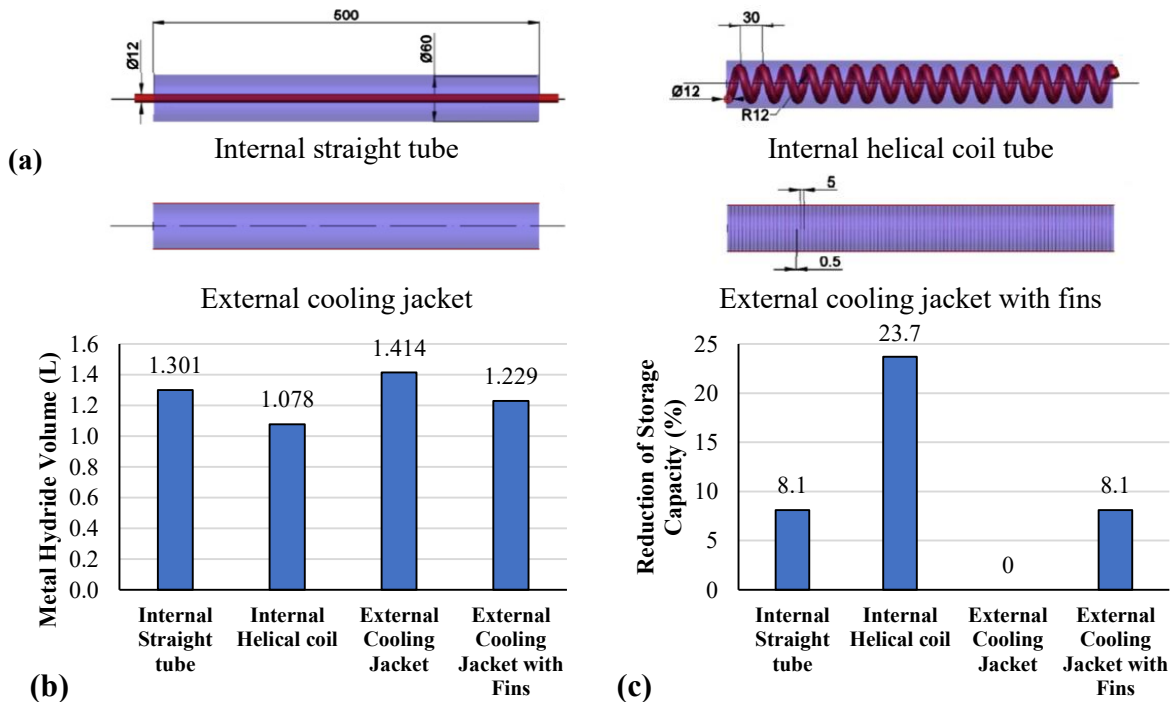 500
Ø12
Ø60
Internal straight tube
30
Ø12
R12
Internal helical coil tube
(a)
External cooling jacket
5
0.5
External cooling jacket with fins
Metal Hydride Volume (L)
1.6
1.4
1.2
1.0
0.8
0.6
0.4
0.2
0.0
1.301
1.078
1.414
1.229
Internal
Straight
tube
Internal
Helical coil
External
Cooling
Jacket
External
Cooling
Jacket with
Fins
(b)
Reduction of Storage
Capacity (%)
25
20
15
10
5
0
8.1
23.7
0
8.1
Internal
Straight
tube
Internal
Helical coil
External
Cooling
Jacket
External
Cooling
Jacket with
Fins
(c)